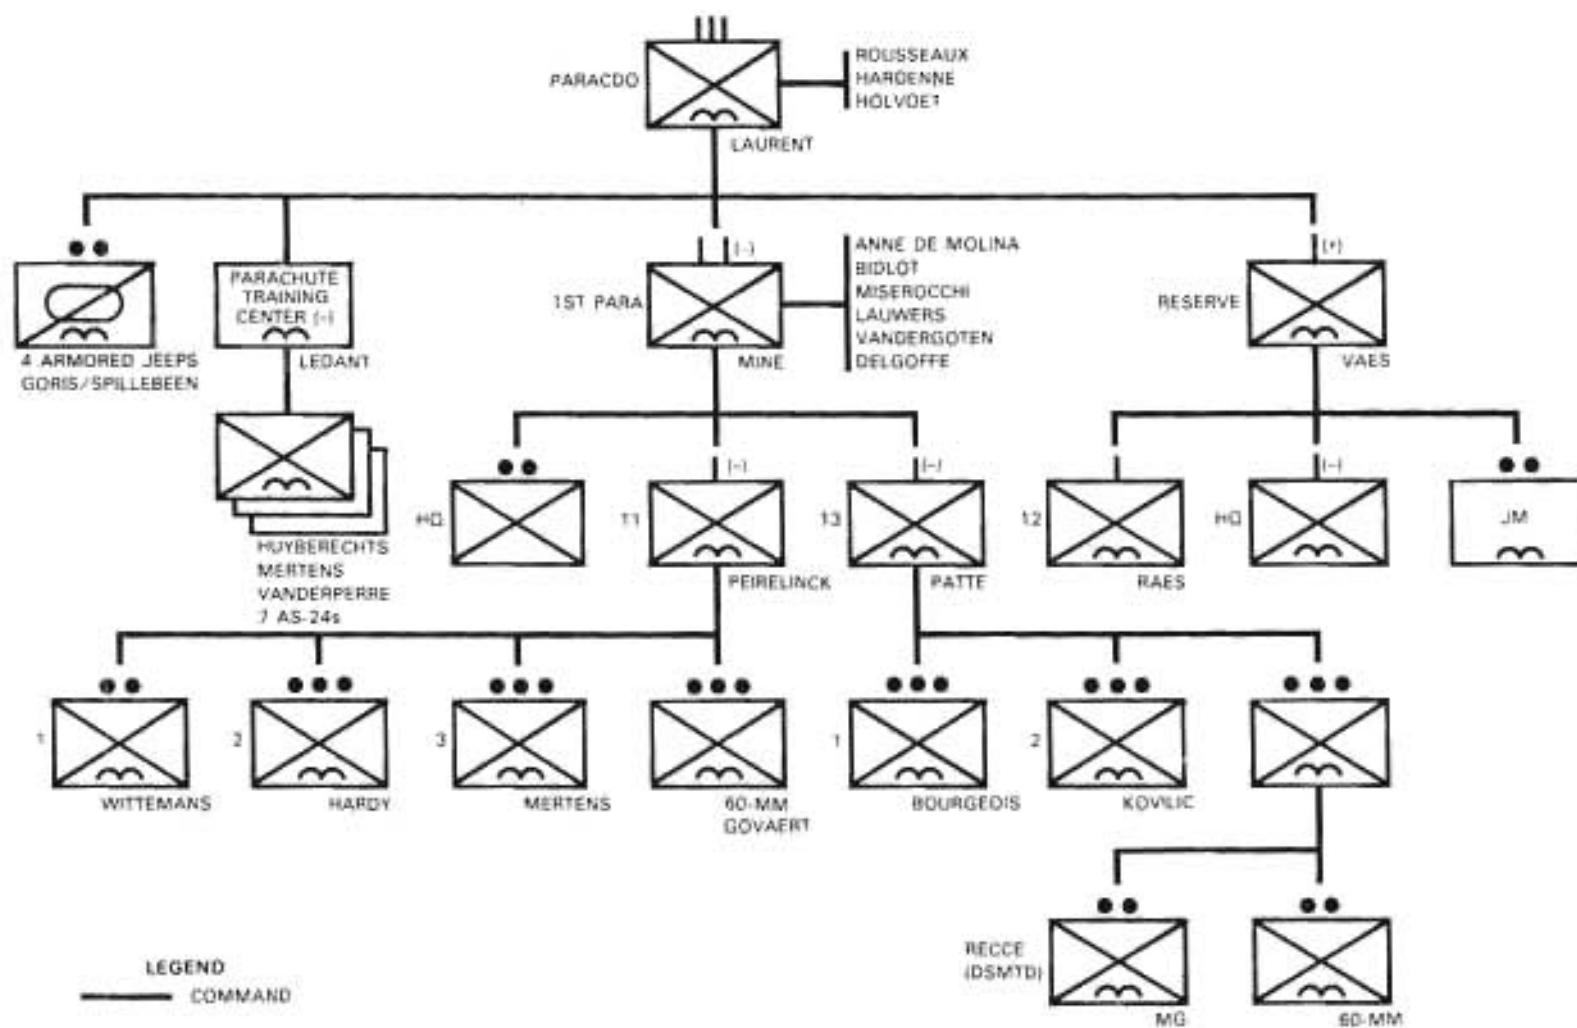 PARACDO
ROUSSEAUX
HARDENNE
HOLVOET
LAURENT
4 ARMORED JEEPS
GORIS/SPILLEBEEN
PARACHUTE
TRAINING
CENTER (-)
LEDANT
HUYBERECHTS
MERTENS
VANDERPERRE
7 AS-24s
(-)
1ST PARA
MINE
ANNE DE MOLINA
BIDLOT
MISEROCCHI
LAUWERS
VANDERGOTEN
DELGOFFE
(+)
RESERVE
VAES
HQ
(-)
11
PEIRELINCK
(-)
13
PATTE
12
RAES
(-)
HQ
JM
1
WITTEMANS
2
HARDY
3
MERTENS
60-MM
GOVAERT
1
BOURGEOIS
2
KOVILIC
RECCE
(DSMTD)
MG
60-MM
LEGEND
COMMAND